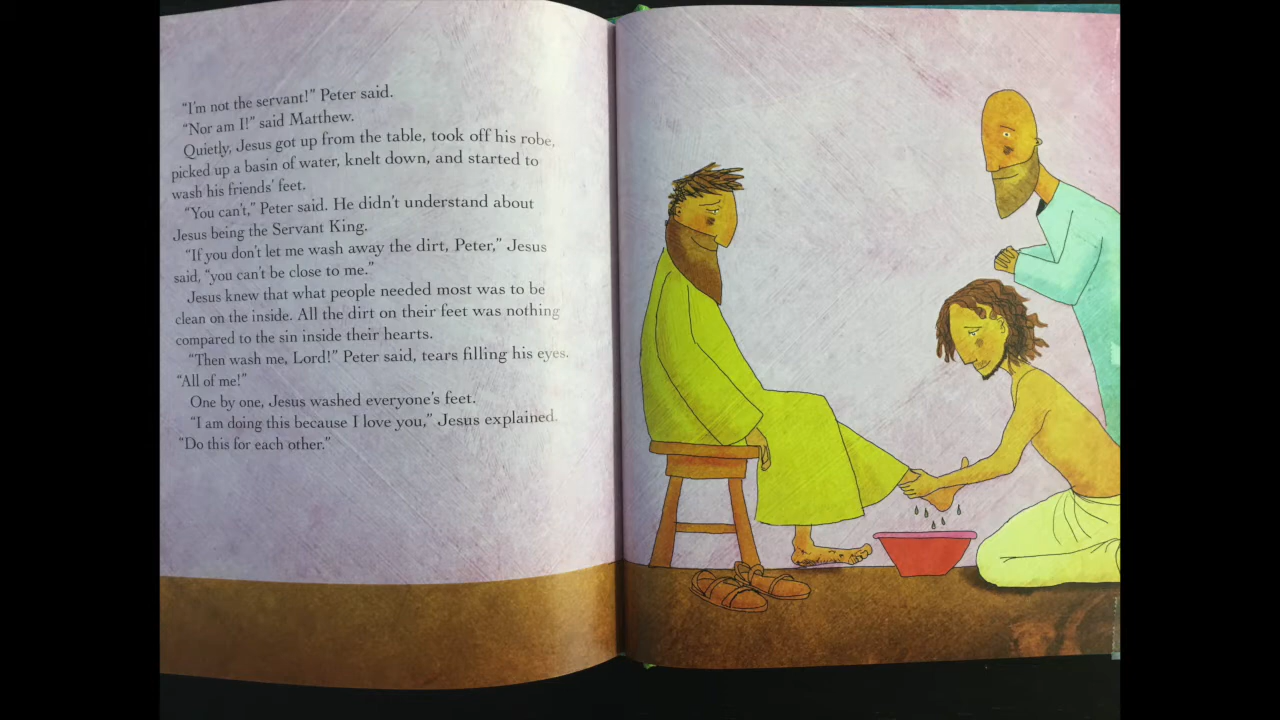 “I’m not the servant!” Peter said.
“Nor am I!” said Matthew.
Quietly, Jesus got up from the table, took off his robe,
picked up a basin of water, knelt down, and started to
wash his friends’ feet.
“You can’t,” Peter said. He didn’t understand about
Jesus being the Servant King.
“If you don’t let me wash away the dirt, Peter,” Jesus
said, “you can’t be close to me.”
Jesus knew that what people needed most was to be
clean on the inside. All the dirt on their feet was nothing
compared to the sin inside their hearts.
“Then wash me, Lord!” Peter said, tears filling his eyes.
“All of me!”
One by one, Jesus washed everyone’s feet.
“I am doing this because I love you,” Jesus explained.
“Do this for each other.”